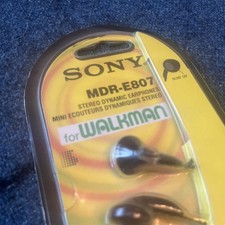 SONY
MDR-E807
STEREO DYNAMIC EARPHONES
MINI ECOUTEURS DYNAMIQUES STEREO
for WALKMAN